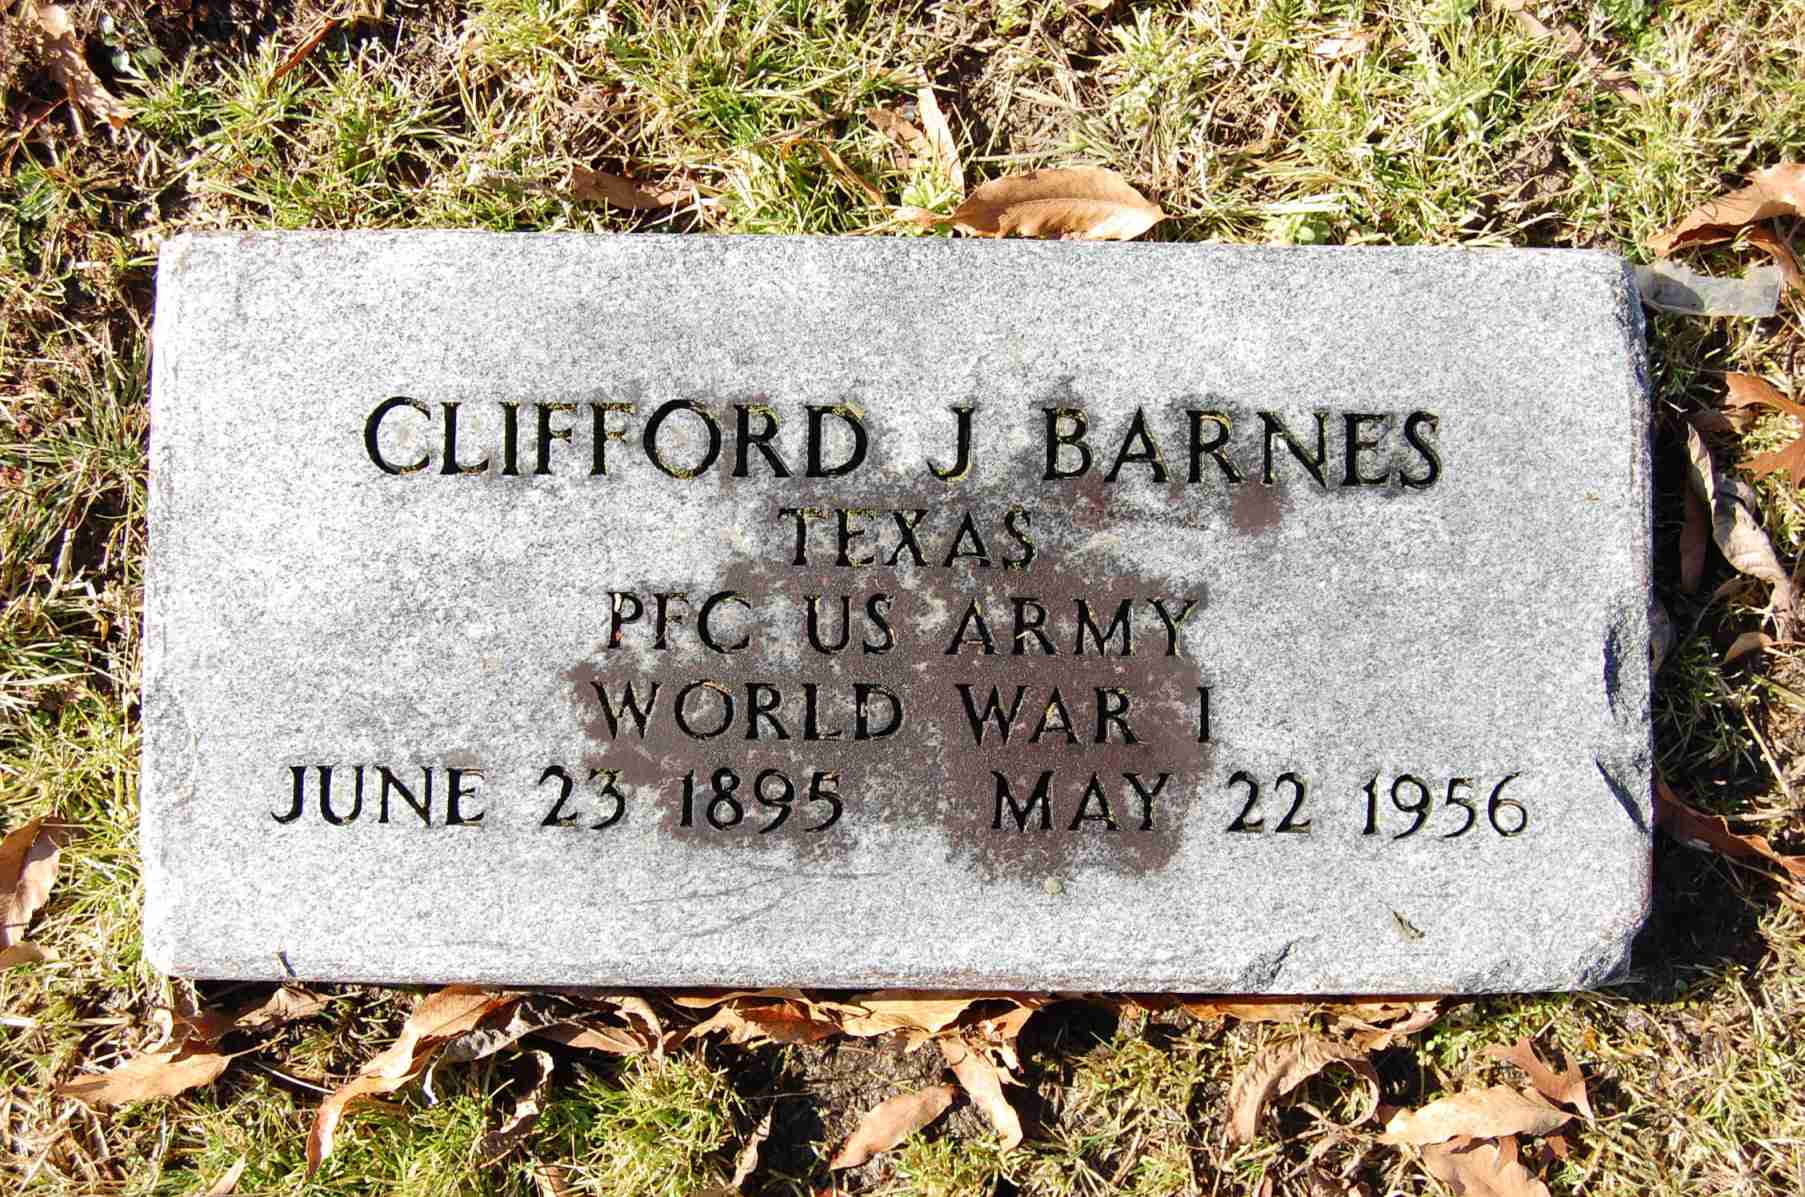 CLIFFORD J BARNES
TEXAS
PFC US ARMY
WORLD WAR I
JUNE 23 1895 MAY 22 1956